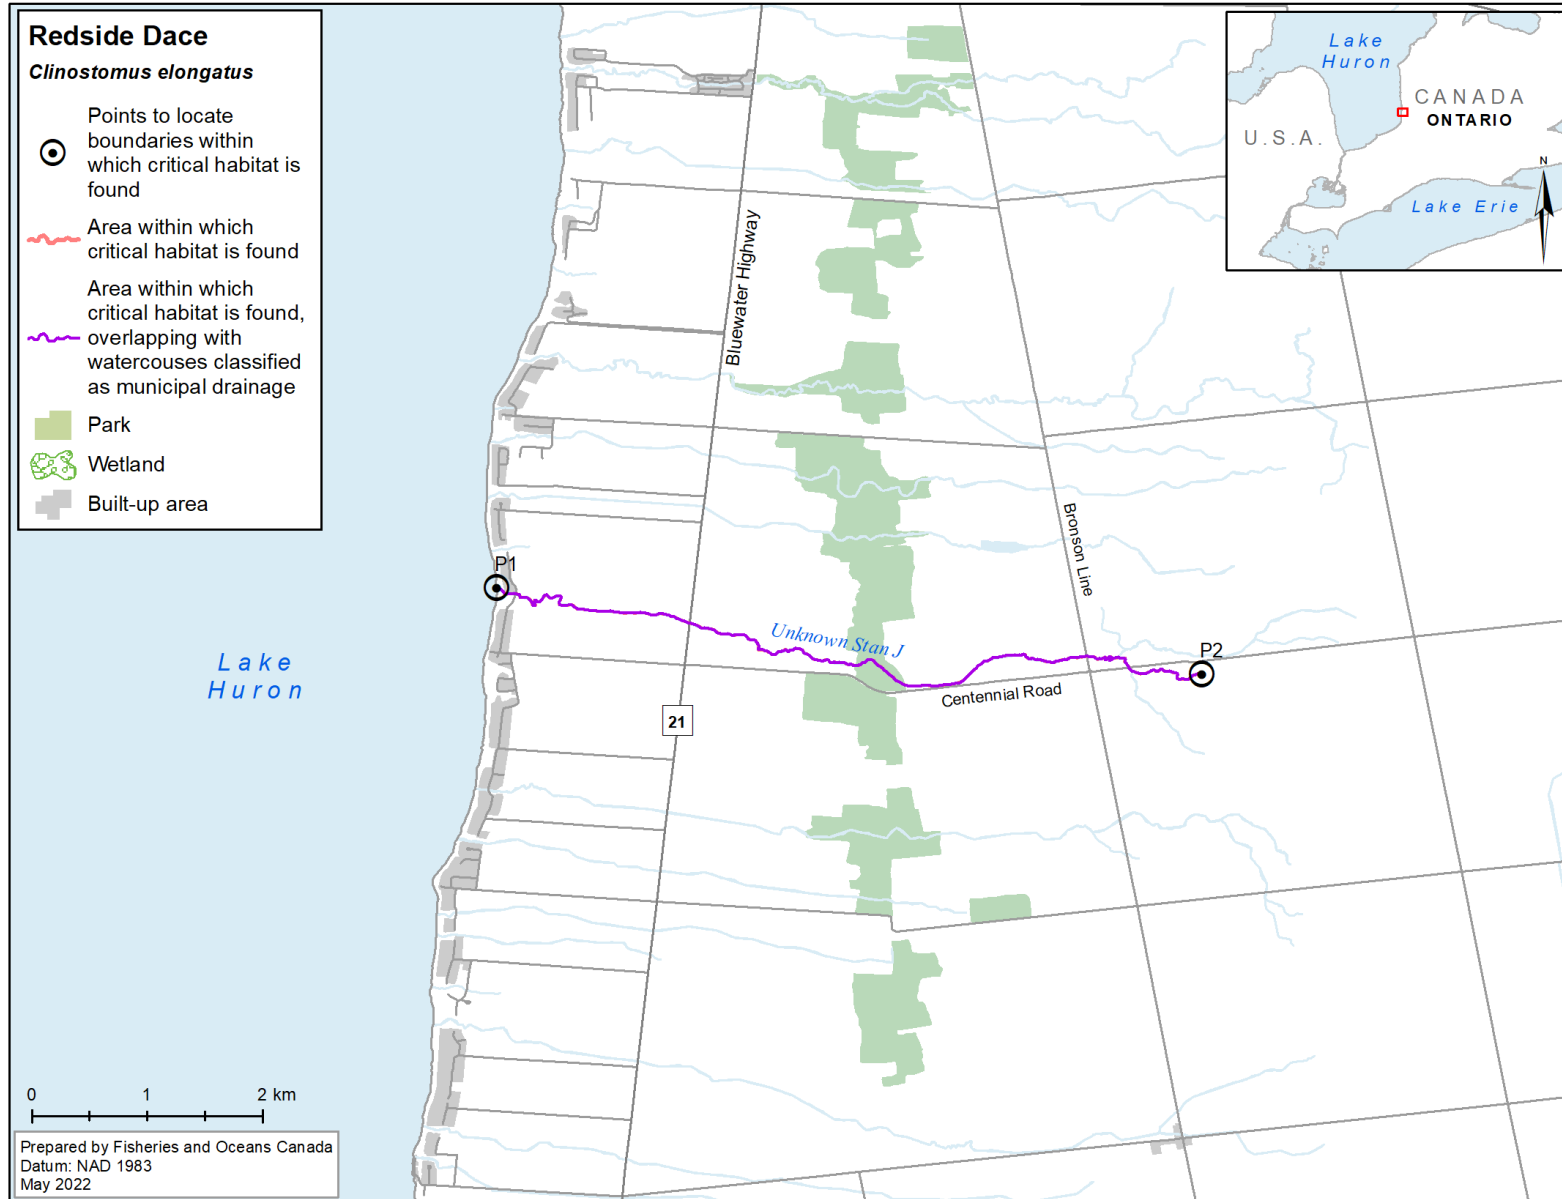 Redside Dace
Clinostomus elongatus
Points to locate
boundaries within
which critical habitat is
found
Area within which
critical habitat is found
Area within which
critical habitat is found,
overlapping with
watercouses classified
as municipal drainage
Park
Wetland
Built-up area
Lake
Huron
CANADA
ONTARIO
U.S.A.
Lake Erie
N
Bluewater Highway
Bronson Line
P1
Unknown Stan J
P2
Centennial Road
Lake
Huron
21
0 1 2 km
Prepared by Fisheries and Oceans Canada
Datum: NAD 1983
May 2022